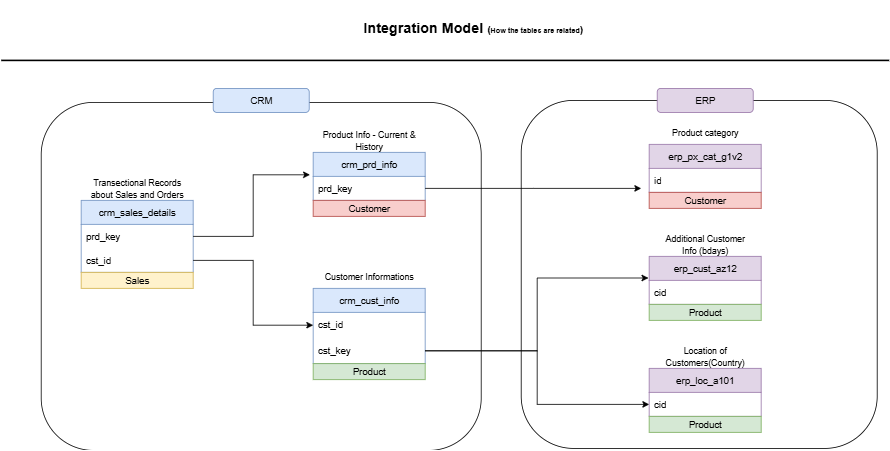 Integration Model (How the tables are related)
CRM
ERP
Transectional Records
about Sales and Orders
crm_sales_details
prd_key
cst_id
Sales
Product Info - Current &
History
crm_prd_info
prd_key
Customer
Customer Informations
crm_cust_info
cst_id
cst_key
Product
Product category
erp_px_cat_g1v2
id
Customer
Additional Customer
Info (bdays)
erp_cust_az12
cid
Product
Location of
Customers(Country)
erp_loc_a101
cid
Product